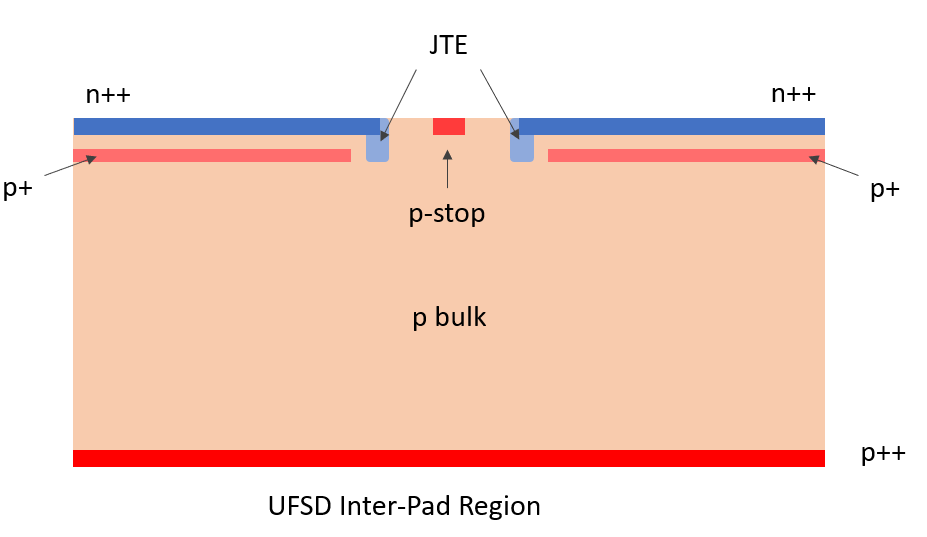 JTE
n++
n++
p+
p+
p-stop
p bulk
p++
UFSD Inter-Pad Region